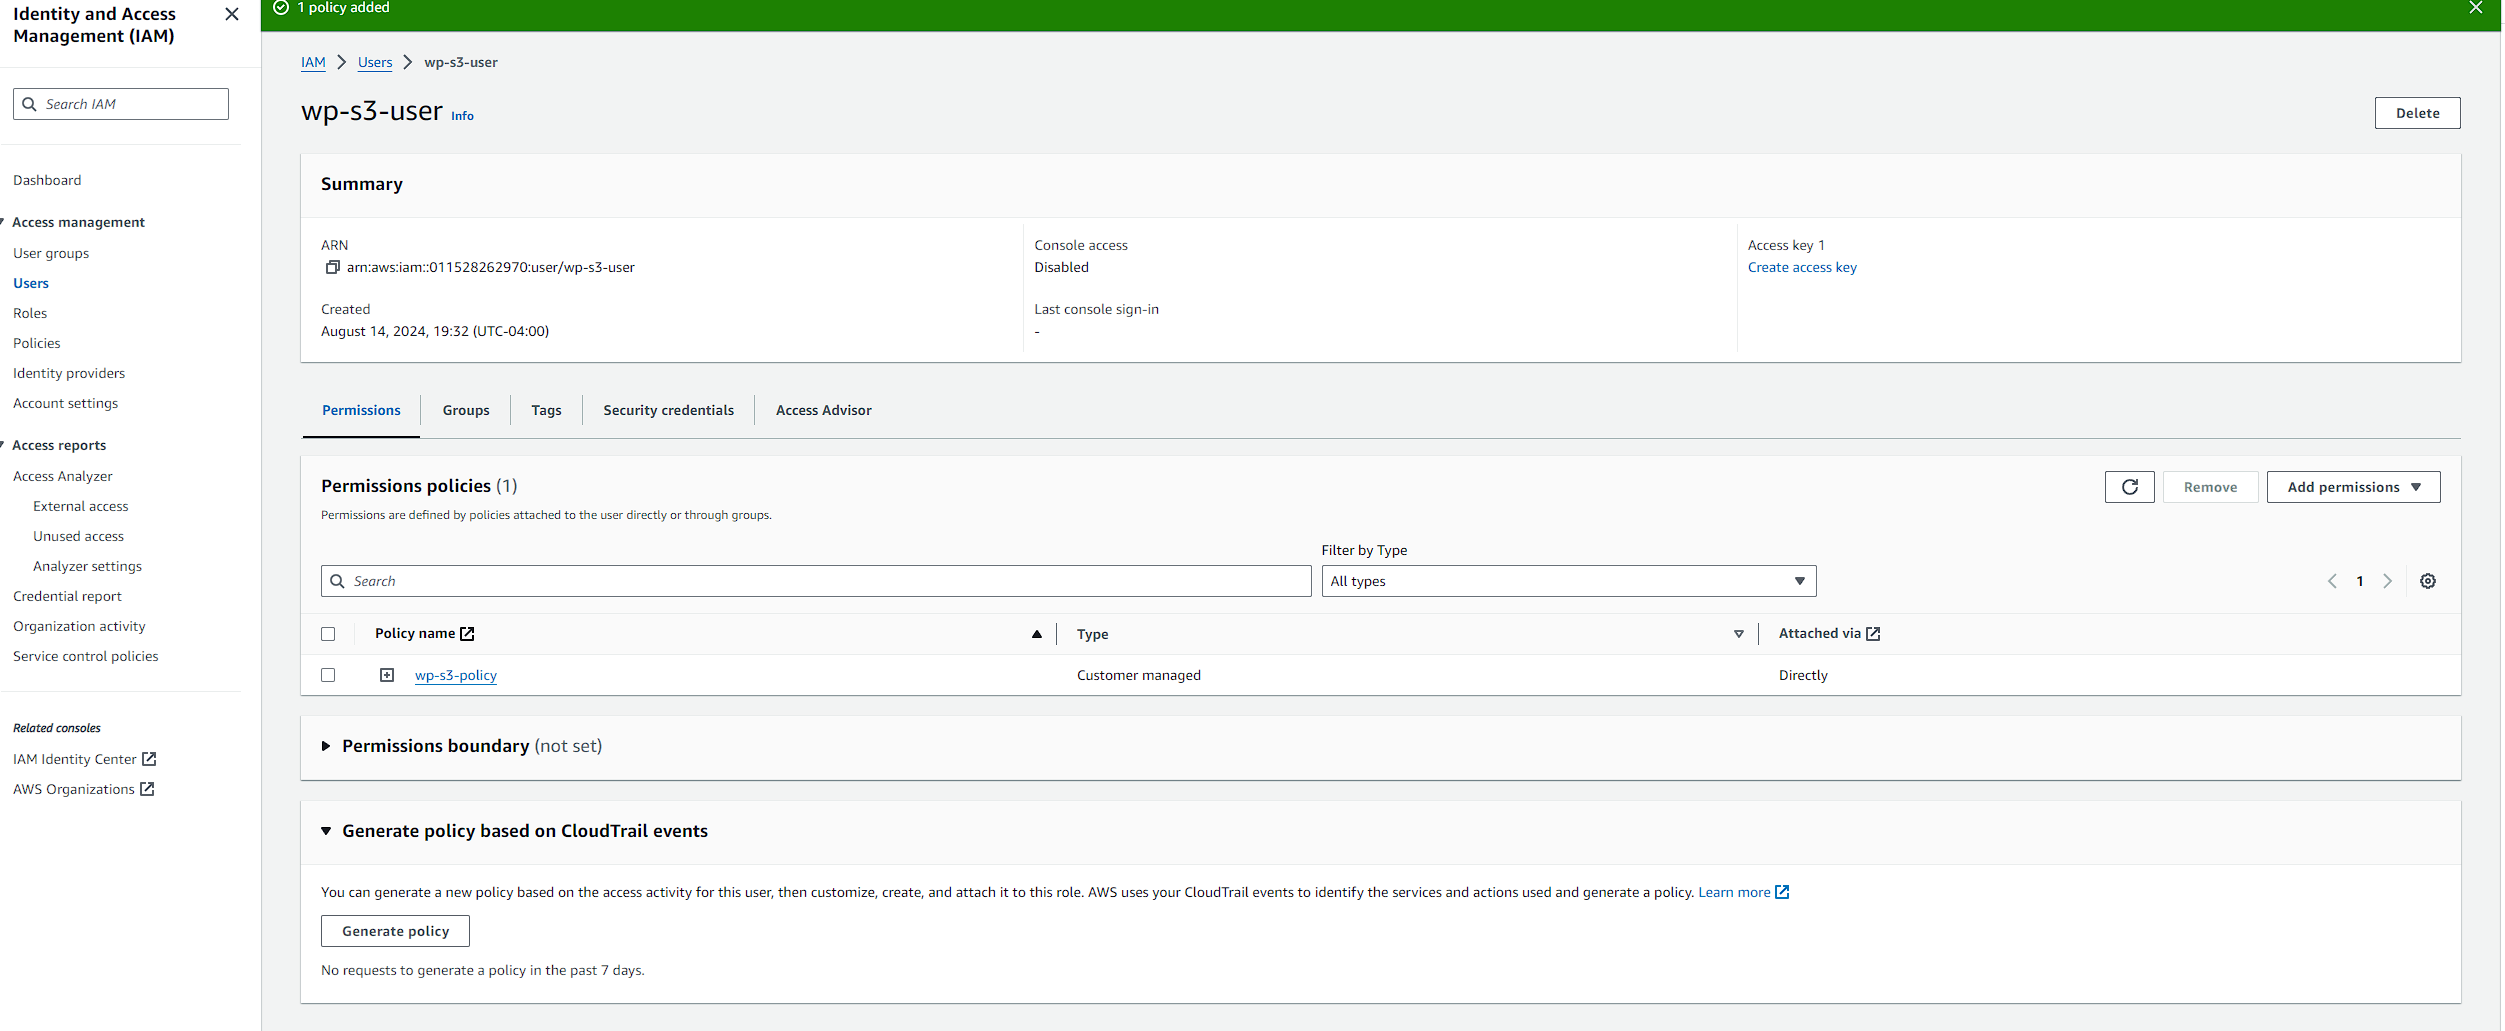 Identity and Access
Management (IAM)
Search IAM
Dashboard
Access management
User groups
Users
Roles
Policies
Identity providers
Account settings
Access reports
Access Analyzer
External access
Unused access
Analyzer settings
Credential report
Organization activity
Service control policies
Related consoles
IAM Identity Center
AWS Organizations
1 policy added
IAM > Users > wp-s3-user
wp-s3-user Info
Delete
Summary
ARN
arn:aws:iam::011528262970:user/wp-s3-user
Created
August 14, 2024, 19:32 (UTC-04:00)
Console access
Disabled
Last console sign-in
-
Access key 1
Create access key
Permissions
Groups
Tags
Security credentials
Access Advisor
Permissions policies (1)
Permissions are defined by policies attached to the user directly or through groups.
Remove
Add permissions
Filter by Type
Search
All types
1
Policy name
Type
Attached via
wp-s3-policy
Customer managed
Directly
Permissions boundary (not set)
Generate policy based on CloudTrail events
You can generate a new policy based on the access activity for this user, then customize, create, and attach it to this role. AWS uses your CloudTrail events to identify the services and actions used and generate a policy. Learn more
Generate policy
No requests to generate a policy in the past 7 days.